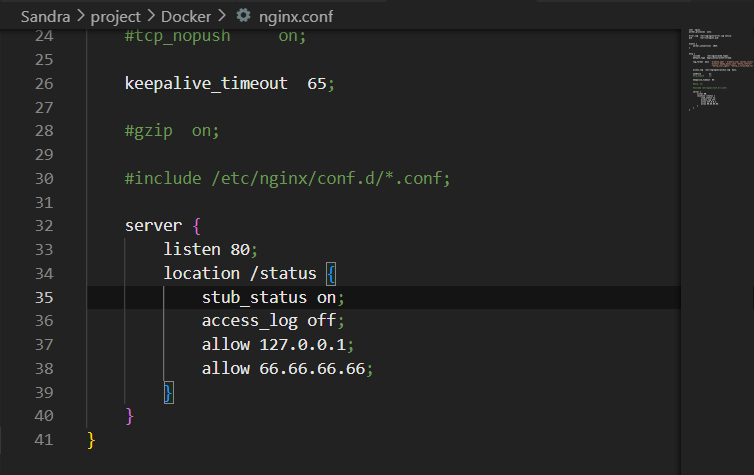 Sandra > project > Docker > nginx.conf
24 #tcp_nopush     on;
25
26 keepalive_timeout  65;
27
28 #gzip  on;
29
30 #include /etc/nginx/conf.d/*.conf;
31
32 server {
33 listen 80;
34 location /status {
35 stub_status on;
36 access_log off;
37 allow 127.0.0.1;
38 allow 66.66.66.66;
39 }
40 }
41 }